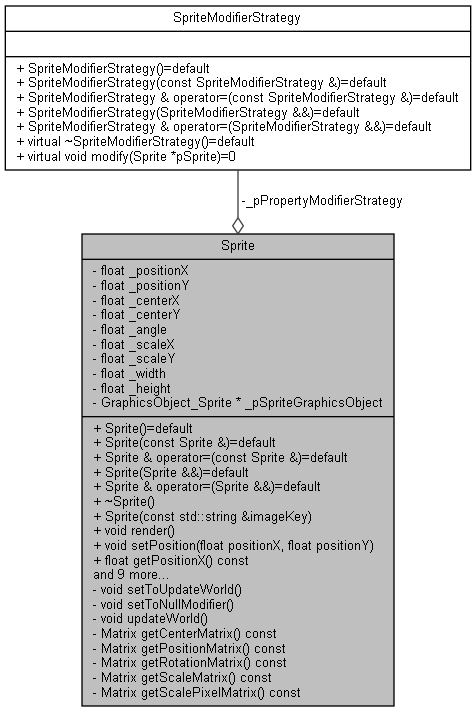 SpriteModifierStrategy
+ SpriteModifierStrategy()=default
+ SpriteModifierStrategy(const SpriteModifierStrategy &)=default
+ SpriteModifierStrategy & operator=(const SpriteModifierStrategy &)=default
+ SpriteModifierStrategy(SpriteModifierStrategy &&)=default
+ SpriteModifierStrategy & operator=(SpriteModifierStrategy &&)=default
+ virtual ~SpriteModifierStrategy()=default
+ virtual void modify(Sprite *pSprite)=0
-_pPropertyModifierStrategy
Sprite
- float _positionX
- float _positionY
- float _centerX
- float _centerY
- float _angle
- float _scaleX
- float _scaleY
- float _width
- float _height
- GraphicsObject_Sprite * _pSpriteGraphicsObject
+ Sprite()=default
+ Sprite(const Sprite &)=default
+ Sprite & operator=(const Sprite &)=default
+ Sprite(Sprite &&)=default
+ Sprite & operator=(Sprite &&)=default
+ ~Sprite()
+ Sprite(const std::string &imageKey)
+ void render()
+ void setPosition(float positionX, float positionY)
+ float getPositionX() const
and 9 more...
- void setToUpdateWorld()
- void setToNullModifier()
- void updateWorld()
- Matrix getCenterMatrix() const
- Matrix getPositionMatrix() const
- Matrix getRotationMatrix() const
- Matrix getScaleMatrix() const
- Matrix getScalePixelMatrix() const